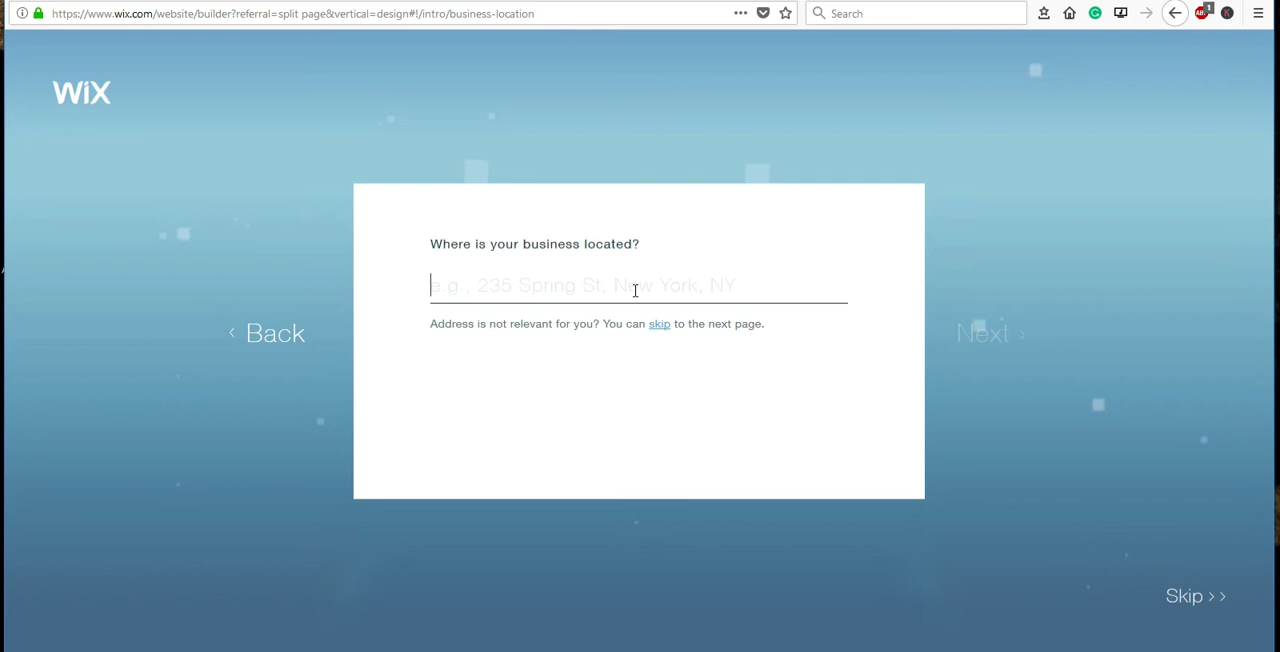 https://www.wix.com/website/builder?referral=split page&vertical=design#!/intro/business-location
Search
ABP
1
K
WiX
Where is your business located?
e.g., 235 Spring St, New York, NY
Address is not relevant for you? You can skip to the next page.
‹ Back
Next ›
Skip >>